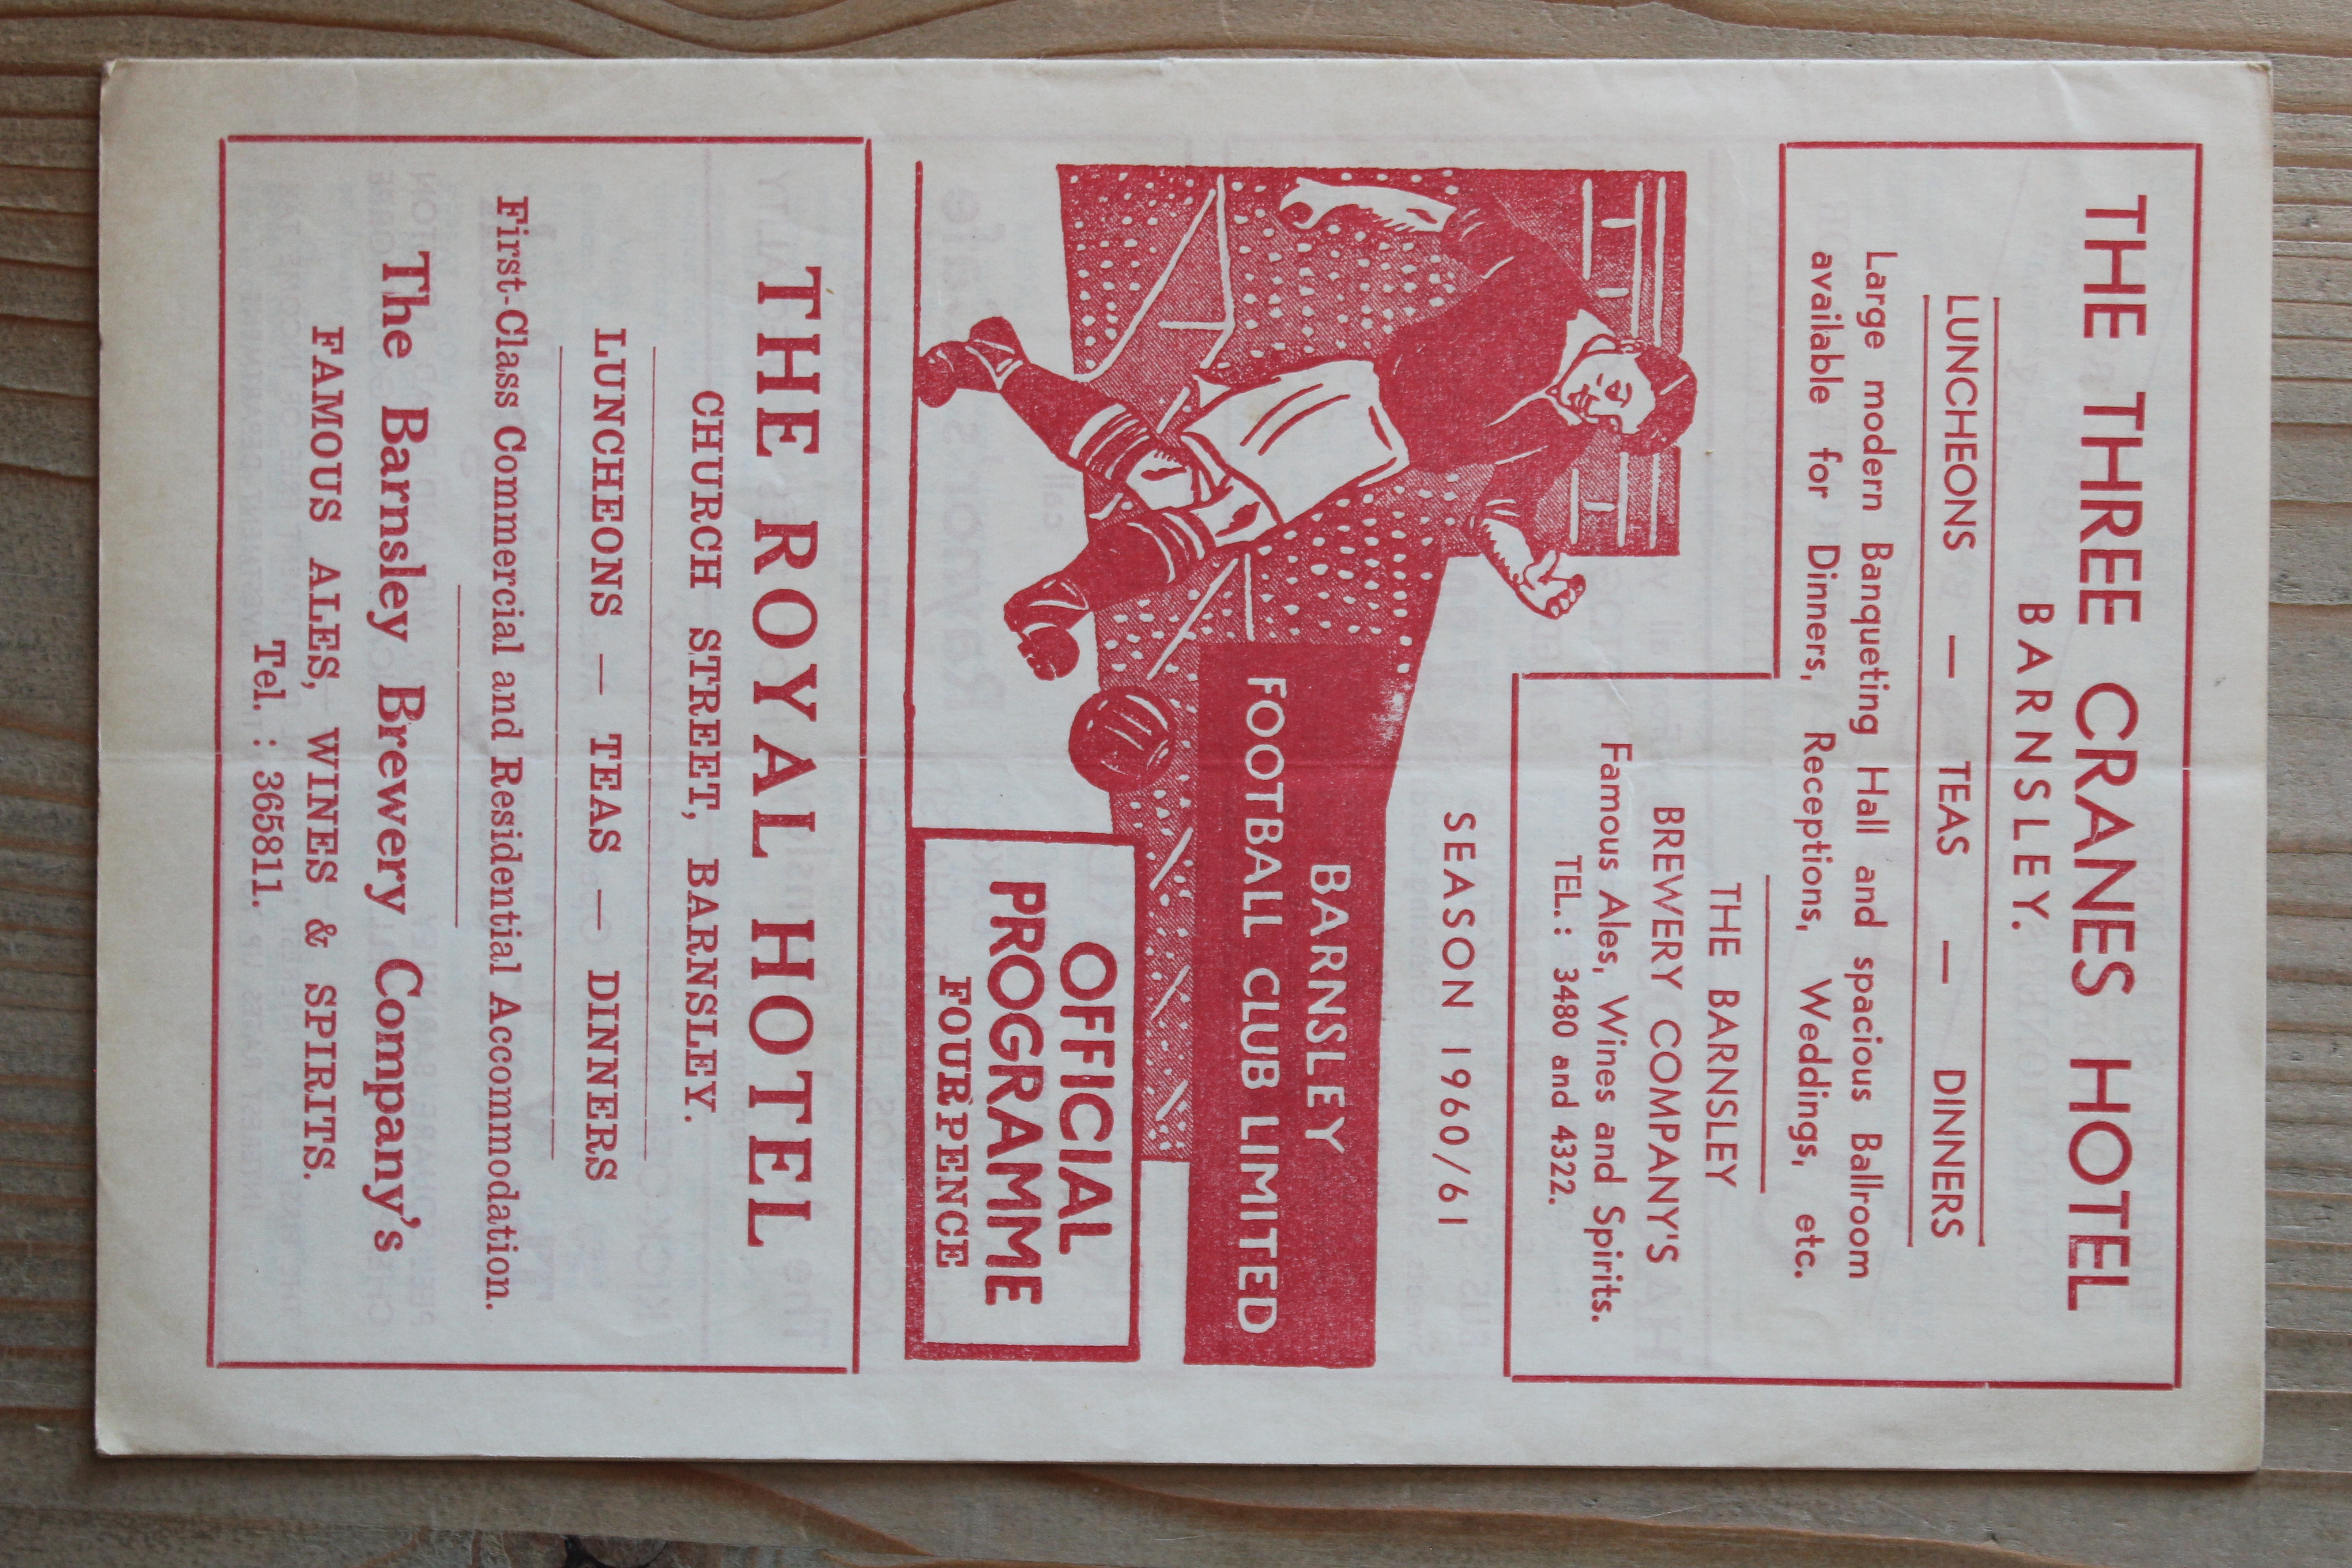 THE THREE CRANES HOTEL
BARNSLEY.
LUNCHEONS — TEAS — DINNERS
Large modern Banqueting Hall and spacious Ballroom
available for Dinners, Receptions, Weddings, etc.
THE BARNSLEY
BREWERY COMPANY'S
Famous Ales, Wines and Spirits.
TEL.: 3480 and 4322.
SEASON 1960/61
BARNSLEY
FOOTBALL CLUB LIMITED
OFFICIAL
PROGRAMME
FOURPENCE
THE ROYAL HOTEL
CHURCH STREET, BARNSLEY.
LUNCHEONS — TEAS — DINNERS
First-Class Commercial and Residential Accommodation.
The Barnsley Brewery Company's
FAMOUS ALES, WINES & SPIRITS.
Tel. : 365811.